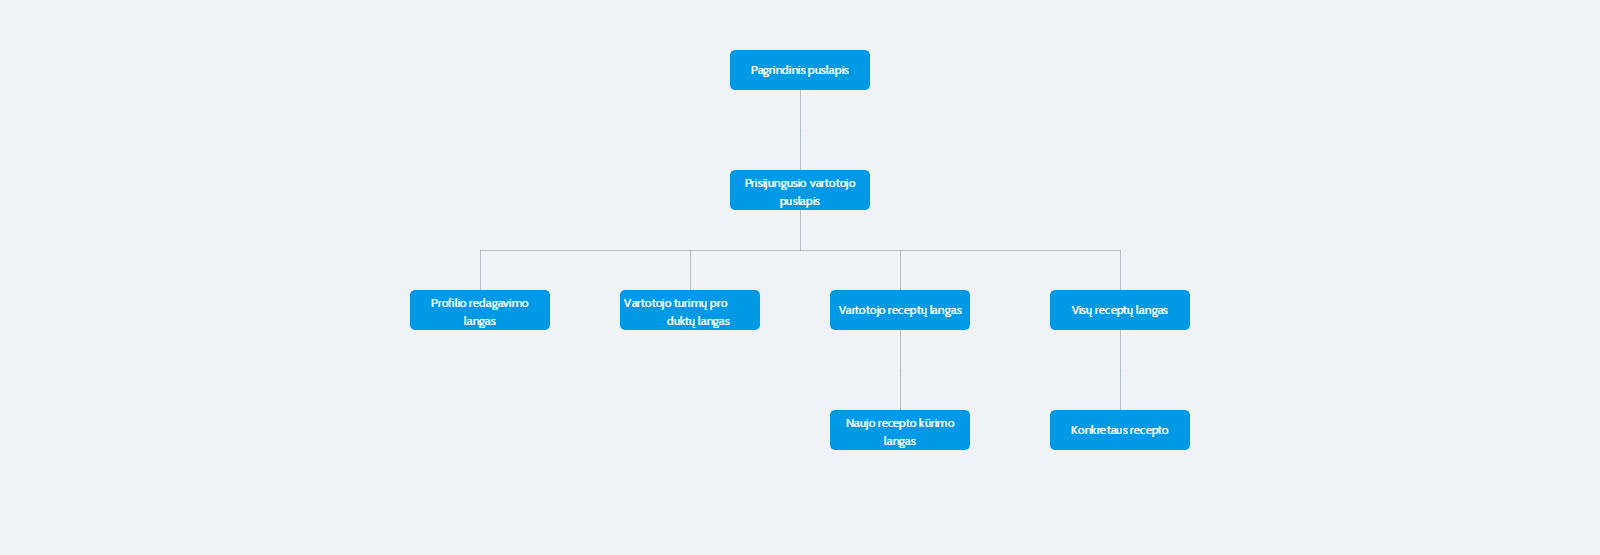 Pagrindinis puslapis
Prisijungusio vartotojo
puslapis
Profilio redagavimo
langas
Vartotojo turimų pro
duktų langas
Vartotojo receptų langas
Visų receptų langas
Naujo recepto kūrimo
langas
Konkretaus recepto